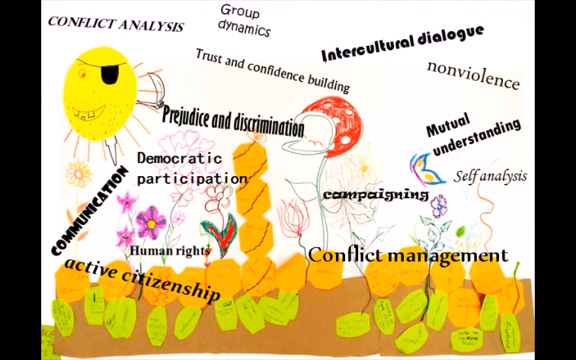 CONFLICT ANALYSIS
Group
dynamics
Intercultural dialogue
Trust and confidence building
nonviolence
Prejudice and discrimination
Mutual
understanding
Democratic
participation
Self analysis
COMMUNICATION
campaigning
Human rights
Conflict management
active citizenship